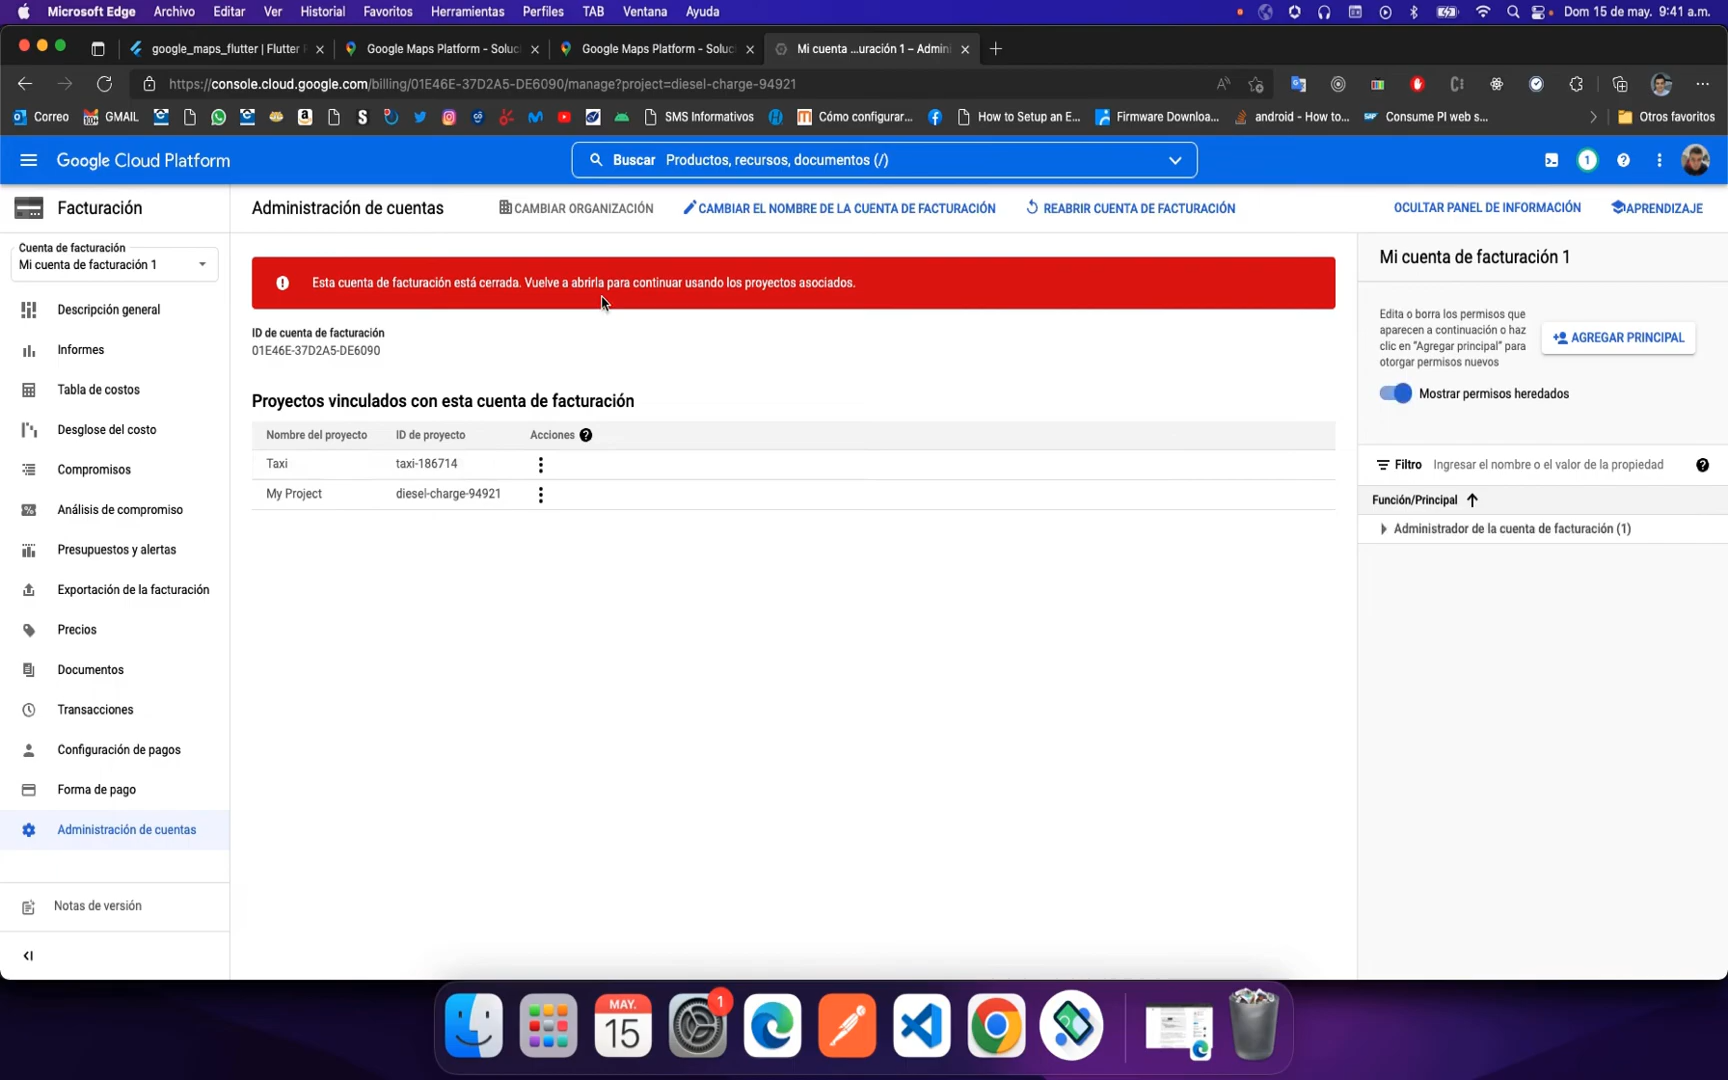 Microsoft Edge Archivo Editar Ver Historial Favoritos Herramientas Perfiles TAB Ventana Ayuda Dom 15 de may. 9:41 a.m.
google_maps_flutter | Flutter Google Maps Platform - Soluc Google Maps Platform - Soluc Mi cuenta ...uración 1 – Admini
https://console.cloud.google.com/billing/01E46E-37D2A5-DE6090/manage?project=diesel-charge-94921
Correo GMAIL SMS Informativos Cómo configurar... How to Setup an E... Firmware Downloa... android - How to... Consume PI web s... Otros favoritos
Google Cloud Platform Buscar Productos, recursos, documentos (/) 1
Facturación
Administración de cuentas CAMBIAR ORGANIZACIÓN CAMBIAR EL NOMBRE DE LA CUENTA DE FACTURACIÓN REABRIR CUENTA DE FACTURACIÓN OCULTAR PANEL DE INFORMACIÓN APRENDIZAJE
Cuenta de facturación
Mi cuenta de facturación 1
Descripción general
Informes
Tabla de costos
Desglose del costo
Compromisos
Análisis de compromiso
Presupuestos y alertas
Exportación de la facturación
Precios
Documentos
Transacciones
Configuración de pagos
Forma de pago
Administración de cuentas
Notas de versión
Esta cuenta de facturación está cerrada. Vuelve a abrirla para continuar usando los proyectos asociados.
ID de cuenta de facturación
01E46E-37D2A5-DE6090
Proyectos vinculados con esta cuenta de facturación
Nombre del proyecto ID de proyecto Acciones
Taxi taxi-186714
My Project diesel-charge-94921
Mi cuenta de facturación 1
Edita o borra los permisos que
aparecen a continuación o haz
clic en "Agregar principal" para
otorgar permisos nuevos
AGREGAR PRINCIPAL
Mostrar permisos heredados
Filtro Ingresar el nombre o el valor de la propiedad
Función/Principal
Administrador de la cuenta de facturación (1)
MAY.
15
1